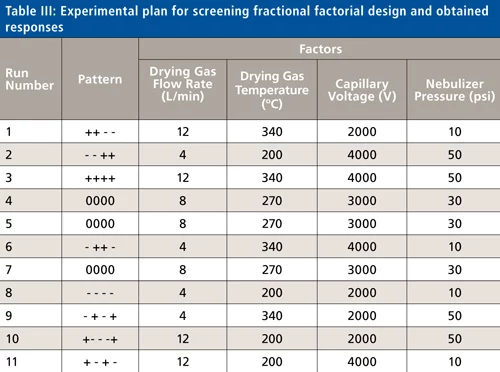 Table III: Experimental plan for screening fractional factorial design and obtained
responses
Factors
Run
Number
Pattern
Drying Gas
Flow Rate
(L/min)
Drying Gas
Temperature
(ºC)
Capillary
Voltage (V)
Nebulizer
Pressure (psi)
1 ++ - - 12 340 2000 10
2 - - ++ 4 200 4000 50
3 ++++ 12 340 4000 50
4 0000 8 270 3000 30
5 0000 8 270 3000 30
6 - ++ - 4 340 4000 10
7 0000 8 270 3000 30
8 - - - - 4 200 2000 10
9 - + - + 4 340 2000 50
10 +- - -+ 12 200 2000 50
11 + - + - 12 200 4000 10